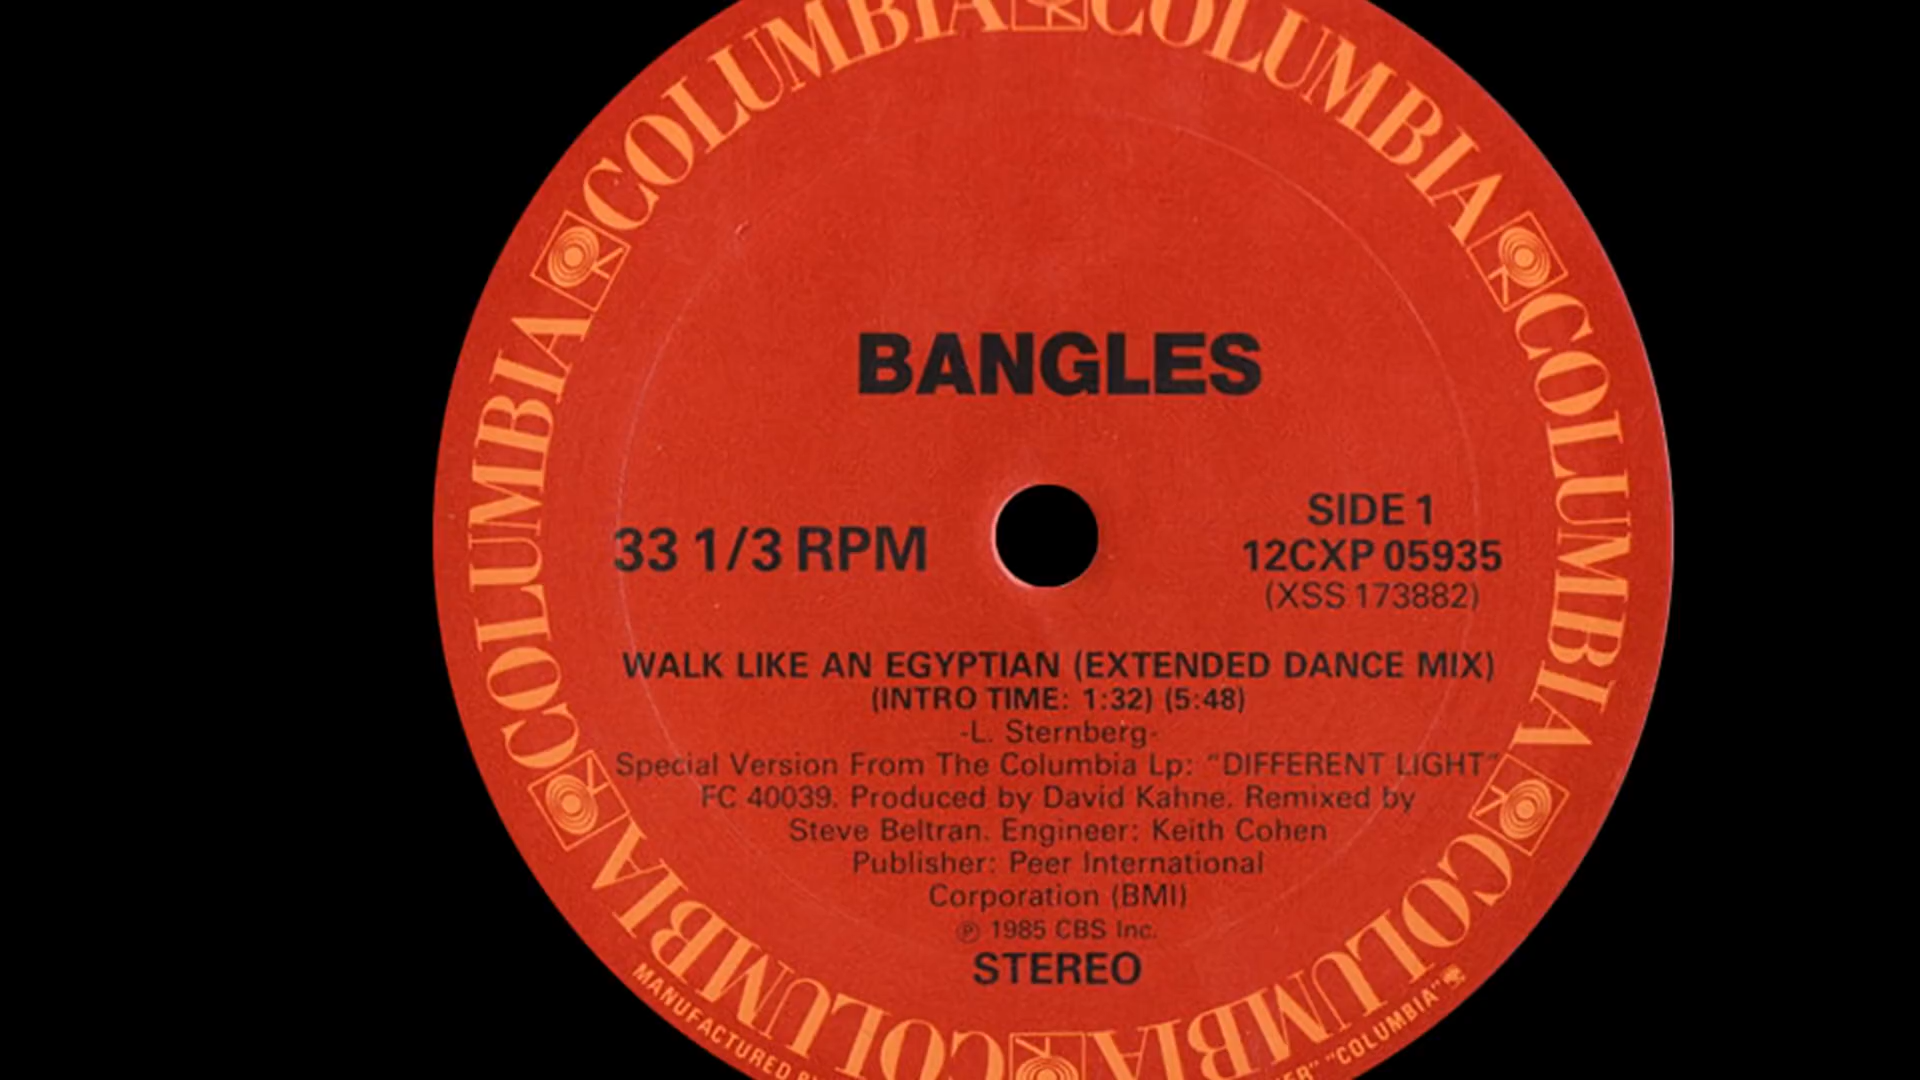 COLUMBIA COLUMBIA COLUMBIA COLUMBIA COLUMBIA COLUMBIA
BANGLES
33 1/3 RPM
SIDE 1
12CXP 05935
(XSS 173882)
WALK LIKE AN EGYPTIAN (EXTENDED DANCE MIX)
(INTRO TIME: 1:32) (5:48)
-L. Sternberg-
Special Version From The Columbia Lp: "DIFFERENT LIGHT"
FC 40039. Produced by David Kahne. Remixed by
Steve Beltran. Engineer: Keith Cohen
Publisher: Peer International
Corporation (BMI)
℗ 1985 CBS Inc.
STEREO
MANUFACTURED "COLUMBIA"